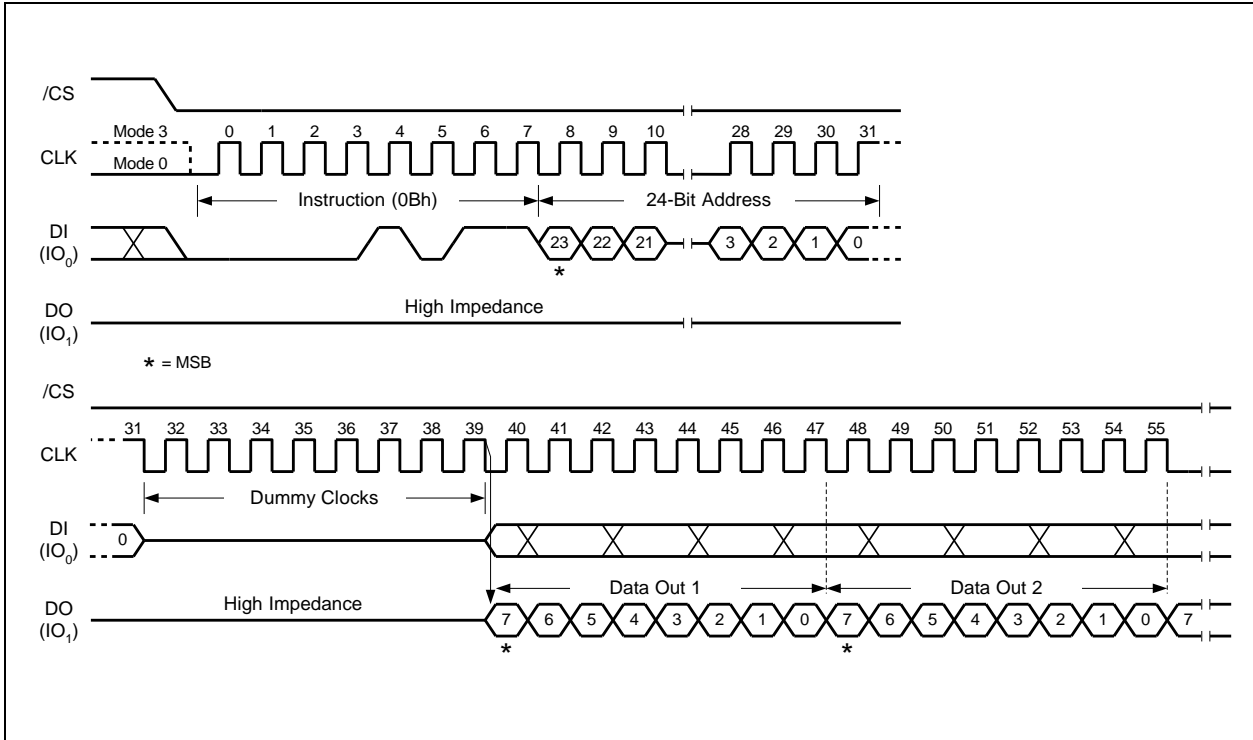 /CS
Mode 3 0 1 2 3 4 5 6 7 8 9 10 28 29 30 31
CLK
Mode 0
Instruction (0Bh) 24-Bit Address
DI
(IO0) 23 22 21 3 2 1 0
*
DO High Impedance
(IO1)
* = MSB
/CS
31 32 33 34 35 36 37 38 39 40 41 42 43 44 45 46 47 48 49 50 51 52 53 54 55
CLK
Dummy Clocks
DI
(IO0) 0
Data Out 1 Data Out 2
DO High Impedance
(IO1) 7 6 5 4 3 2 1 0 7 6 5 4 3 2 1 0 7
* *